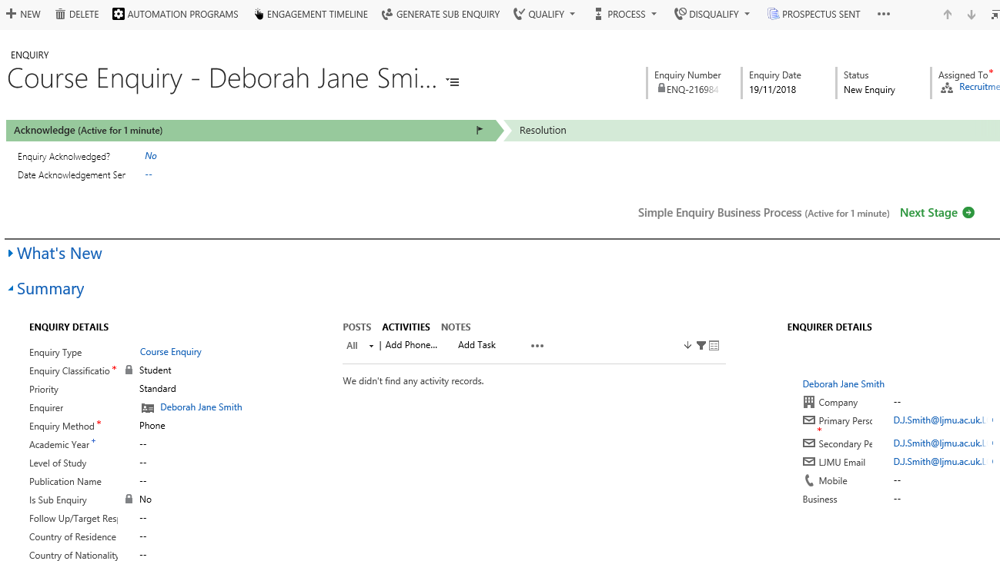 NEW DELETE AUTOMATION PROGRAMS ENGAGEMENT TIMELINE GENERATE SUB ENQUIRY QUALIFY PROCESS DISQUALIFY PROSPECTUS SENT •••
ENQUIRY
Course Enquiry - Deborah Jane Smi...
Enquiry Number Enquiry Date Status Assigned To*
ENQ-216984 19/11/2018 New Enquiry Recruitme
Acknowledge (Active for 1 minute) Resolution
Enquiry Acknolwedged? No
Date Acknowledgement Ser --
Simple Enquiry Business Process (Active for 1 minute) Next Stage
What's New
Summary
ENQUIRY DETAILS POSTS ACTIVITIES NOTES ENQUIRER DETAILS
All | Add Phone... Add Task •••
Enquiry Type Course Enquiry
Enquiry Classificatio* Student
Priority Standard
Enquirer Deborah Jane Smith
Enquiry Method* Phone
Academic Year+ --
Level of Study --
Publication Name --
Is Sub Enquiry No
Follow Up/Target Resp --
Country of Residence --
Country of Nationality --
We didn't find any activity records.
Deborah Jane Smith
Company --
Primary Perso* D.J.Smith@ljmu.ac.uk.
Secondary Pe D.J.Smith@ljmu.ac.uk.
LJMU Email D.J.Smith@ljmu.ac.uk.
Mobile --
Business --